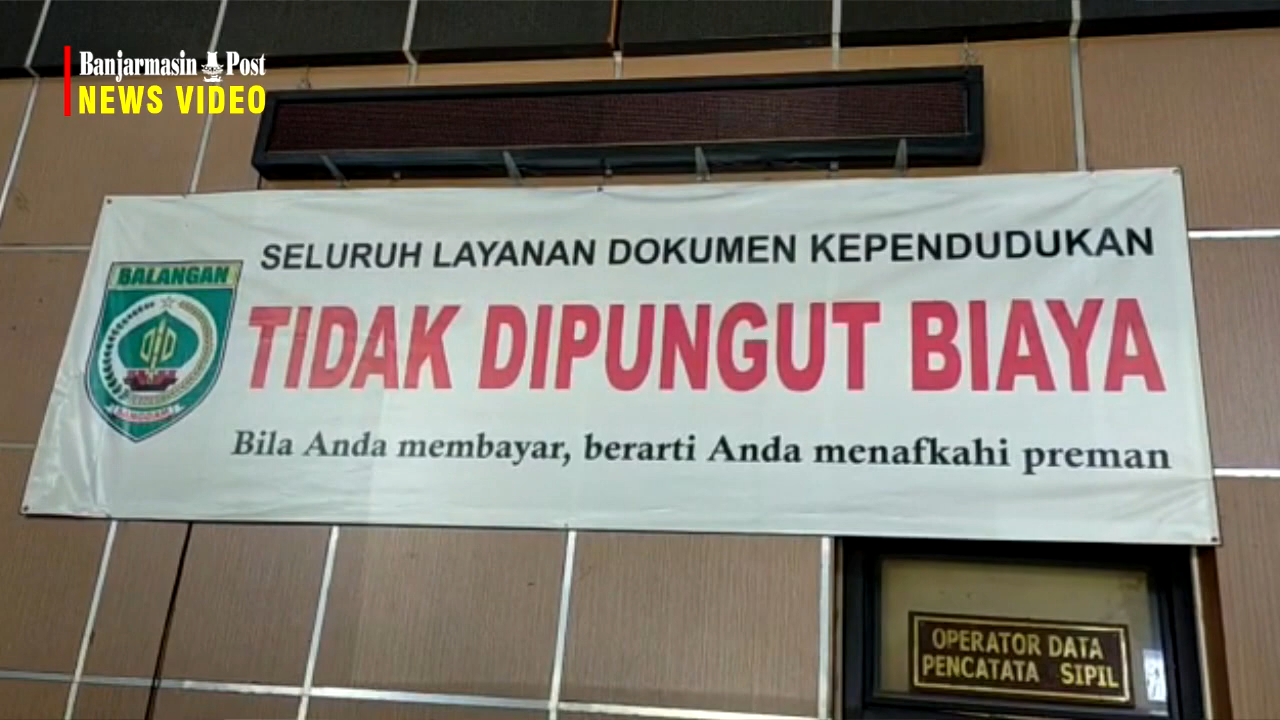 Banjarmasin Post
NEWS VIDEO
SELURUH LAYANAN DOKUMEN KEPENDUDUKAN
BALANGAN
TIDAK DIPUNGUT BIAYA
SANGGAM
Bila Anda membayar, berarti Anda menafkahi preman
OPERATOR DATA
PENCATATA SIPIL